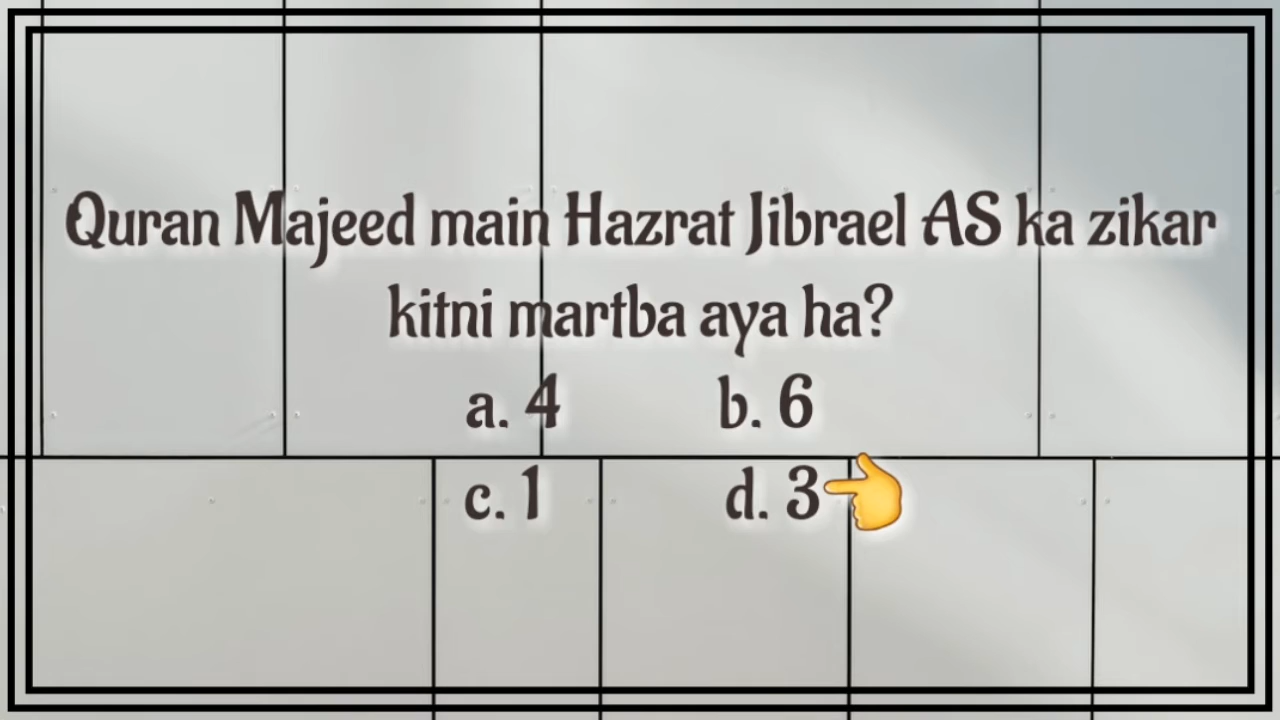 Quran Majeed main Hazrat Jibrael AS ka zikar
kitni martba aya ha?
a. 4 b. 6
c. 1 d. 3